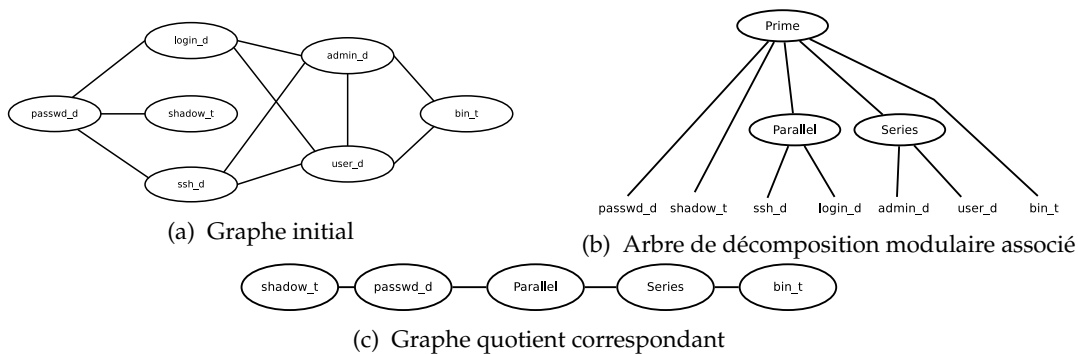 login_d
admin_d
passwd_d
shadow_t
bin_t
ssh_d
user_d
(a) Graphe initial
Prime
Parallel
Series
passwd_d shadow_t ssh_d login_d admin_d user_d bin_t
(b) Arbre de décomposition modulaire associé
shadow_t passwd_d Parallel Series bin_t
(c) Graphe quotient correspondant